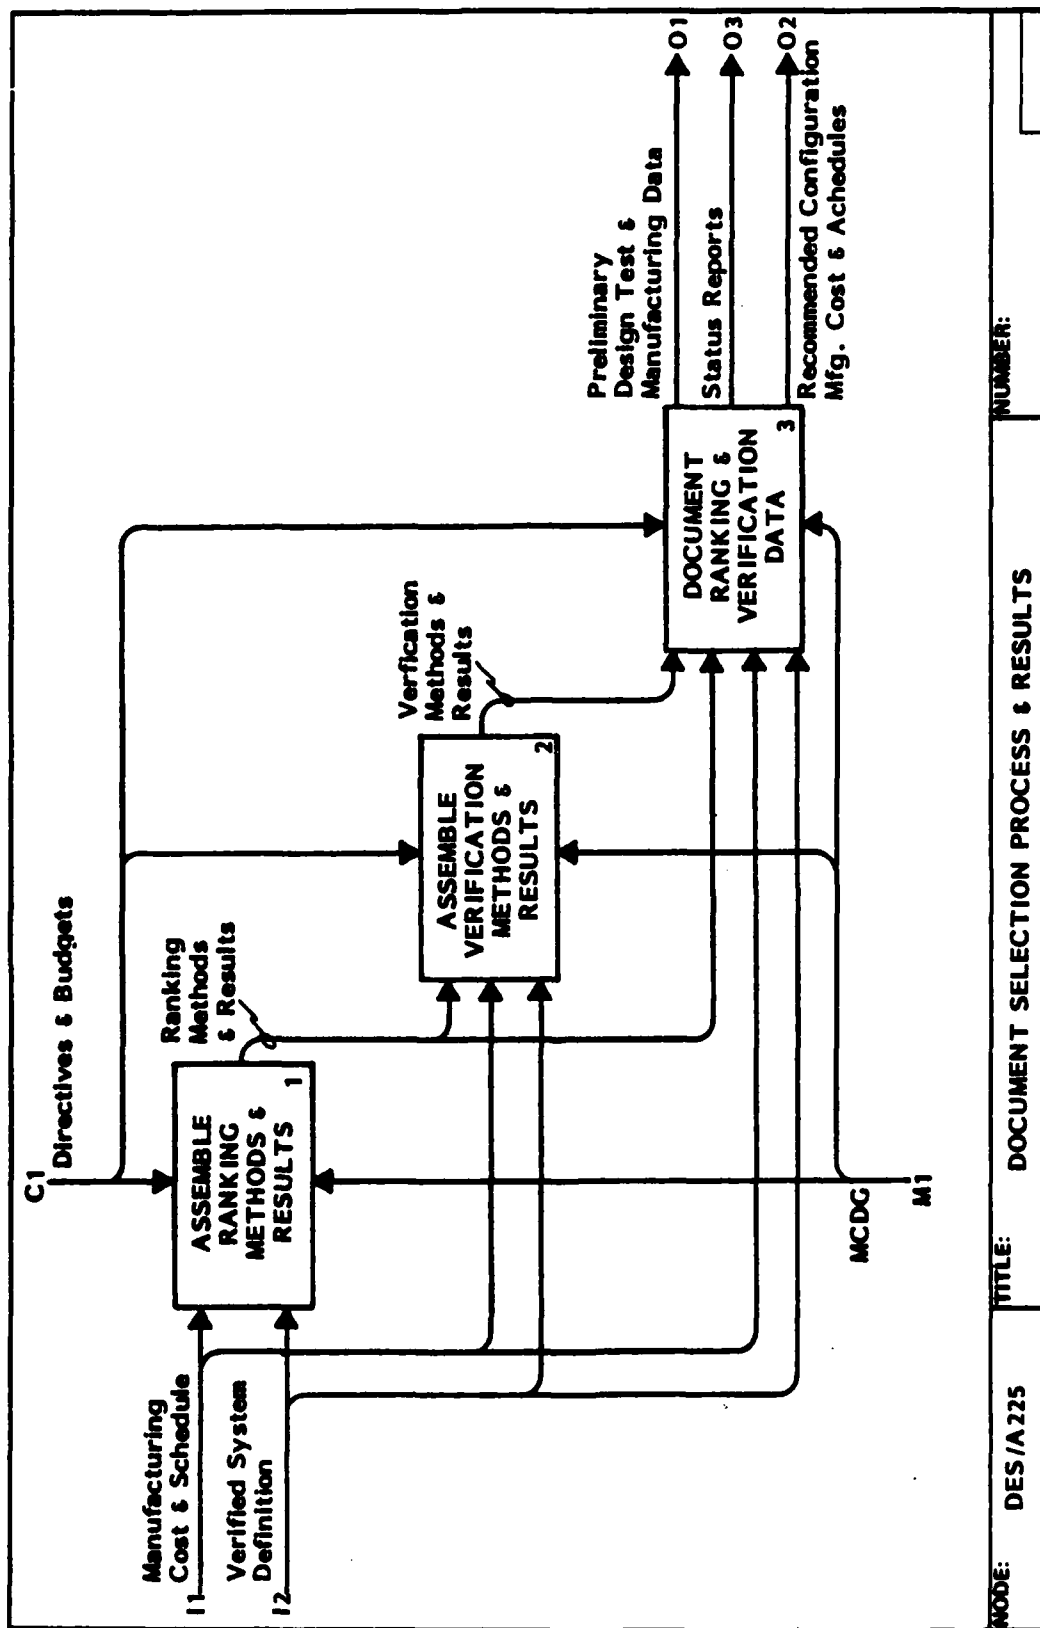 C1
Directives & Budgets
Manufacturing
Cost & Schedule
I1
Verified System
Definition
I2
ASSEMBLE
RANKING
METHODS &
RESULTS
1
Ranking
Methods
& Results
ASSEMBLE
VERIFICATION
METHODS &
RESULTS
2
Verfication
Methods &
Results
DOCUMENT
RANKING &
VERIFICATION
DATA
3
Preliminary
Design Test &
Manufacturing Data
O1
Status Reports
O3
O2
Recommended Configuration
Mfg. Cost & Achedules
MCDG
M1
NODE:
DES/A225
TITLE:
DOCUMENT SELECTION PROCESS & RESULTS
NUMBER: